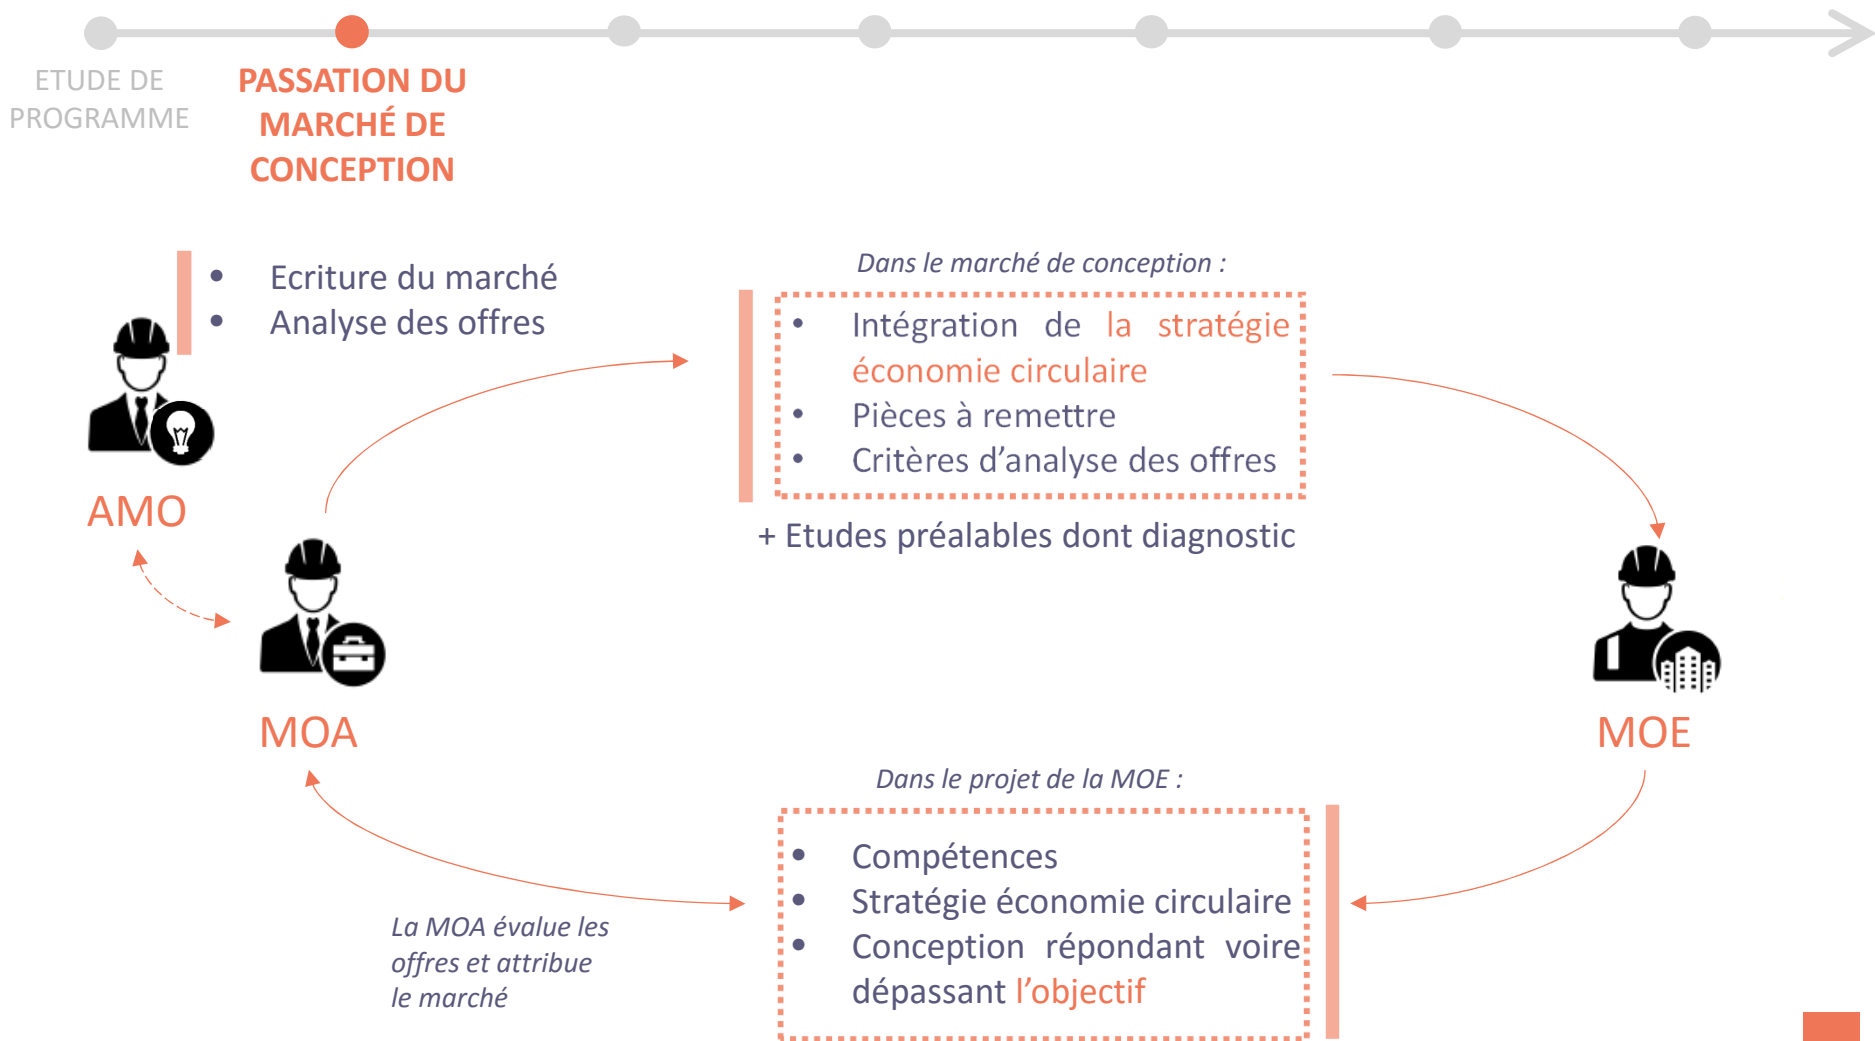 ETUDE DE
PROGRAMME
PASSATION DU
MARCHÉ DE
CONCEPTION
• Ecriture du marché
• Analyse des offres
AMO
MOA
Dans le marché de conception :
• Intégration de la stratégie
économie circulaire
• Pièces à remettre
• Critères d’analyse des offres
+ Etudes préalables dont diagnostic
MOE
Dans le projet de la MOE :
• Compétences
• Stratégie économie circulaire
• Conception répondant voire
dépassant l’objectif
La MOA évalue les
offres et attribue
le marché